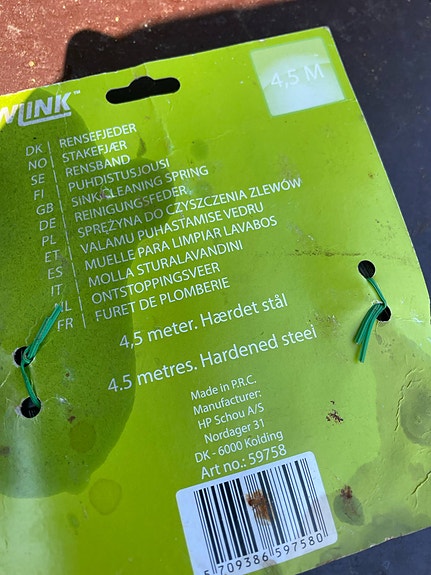 WLINK™
4,5 M
DK RENSEFJEDER
NO STAKEFJÆR
SE RENSBAND
FI PUHDISTUSJOUSI
GB SINK CLEANING SPRING
DE REINIGUNGSFEDER
PL SPRĘZYNA DO CZYSZCZENIA ZLEWÓW
ET VALAMU PUHASTAMISE VEDRU
ES MUELLE PARA LIMPIAR LAVABOS
IT MOLLA STURALAVANDINI
ONTSTOPPINGSVEER
FR FURET DE PLOMBERIE
4,5 meter. Hærdet stål
4.5 metres. Hardened steel
Made in P.R.C.
Manufacturer:
HP Schou A/S
Nordager 31
DK - 6000 Kolding
Art no.: 59758
5 709386 597580